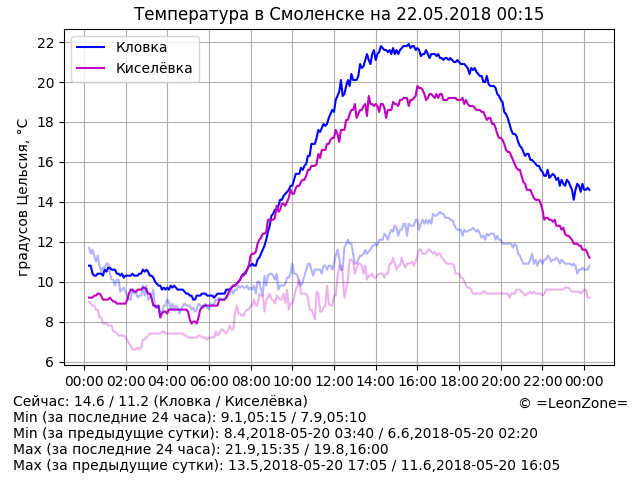 Температура в Смоленске на 22.05.2018 00:15
Кловка
Киселёвка
градусов Цельсия, °C
22
20
18
16
14
12
10
8
6
00:00 02:00 04:00 06:00 08:00 10:00 12:00 14:00 16:00 18:00 20:00 22:00 00:00
Сейчас: 14.6 / 11.2 (Кловка / Киселёвка)
© =LeonZone=
Min (за последние 24 часа): 9.1,05:15 / 7.9,05:10
Min (за предыдущие сутки): 8.4,2018-05-20 03:40 / 6.6,2018-05-20 02:20
Max (за последние 24 часа): 21.9,15:35 / 19.8,16:00
Max (за предыдущие сутки): 13.5,2018-05-20 17:05 / 11.6,2018-05-20 16:05